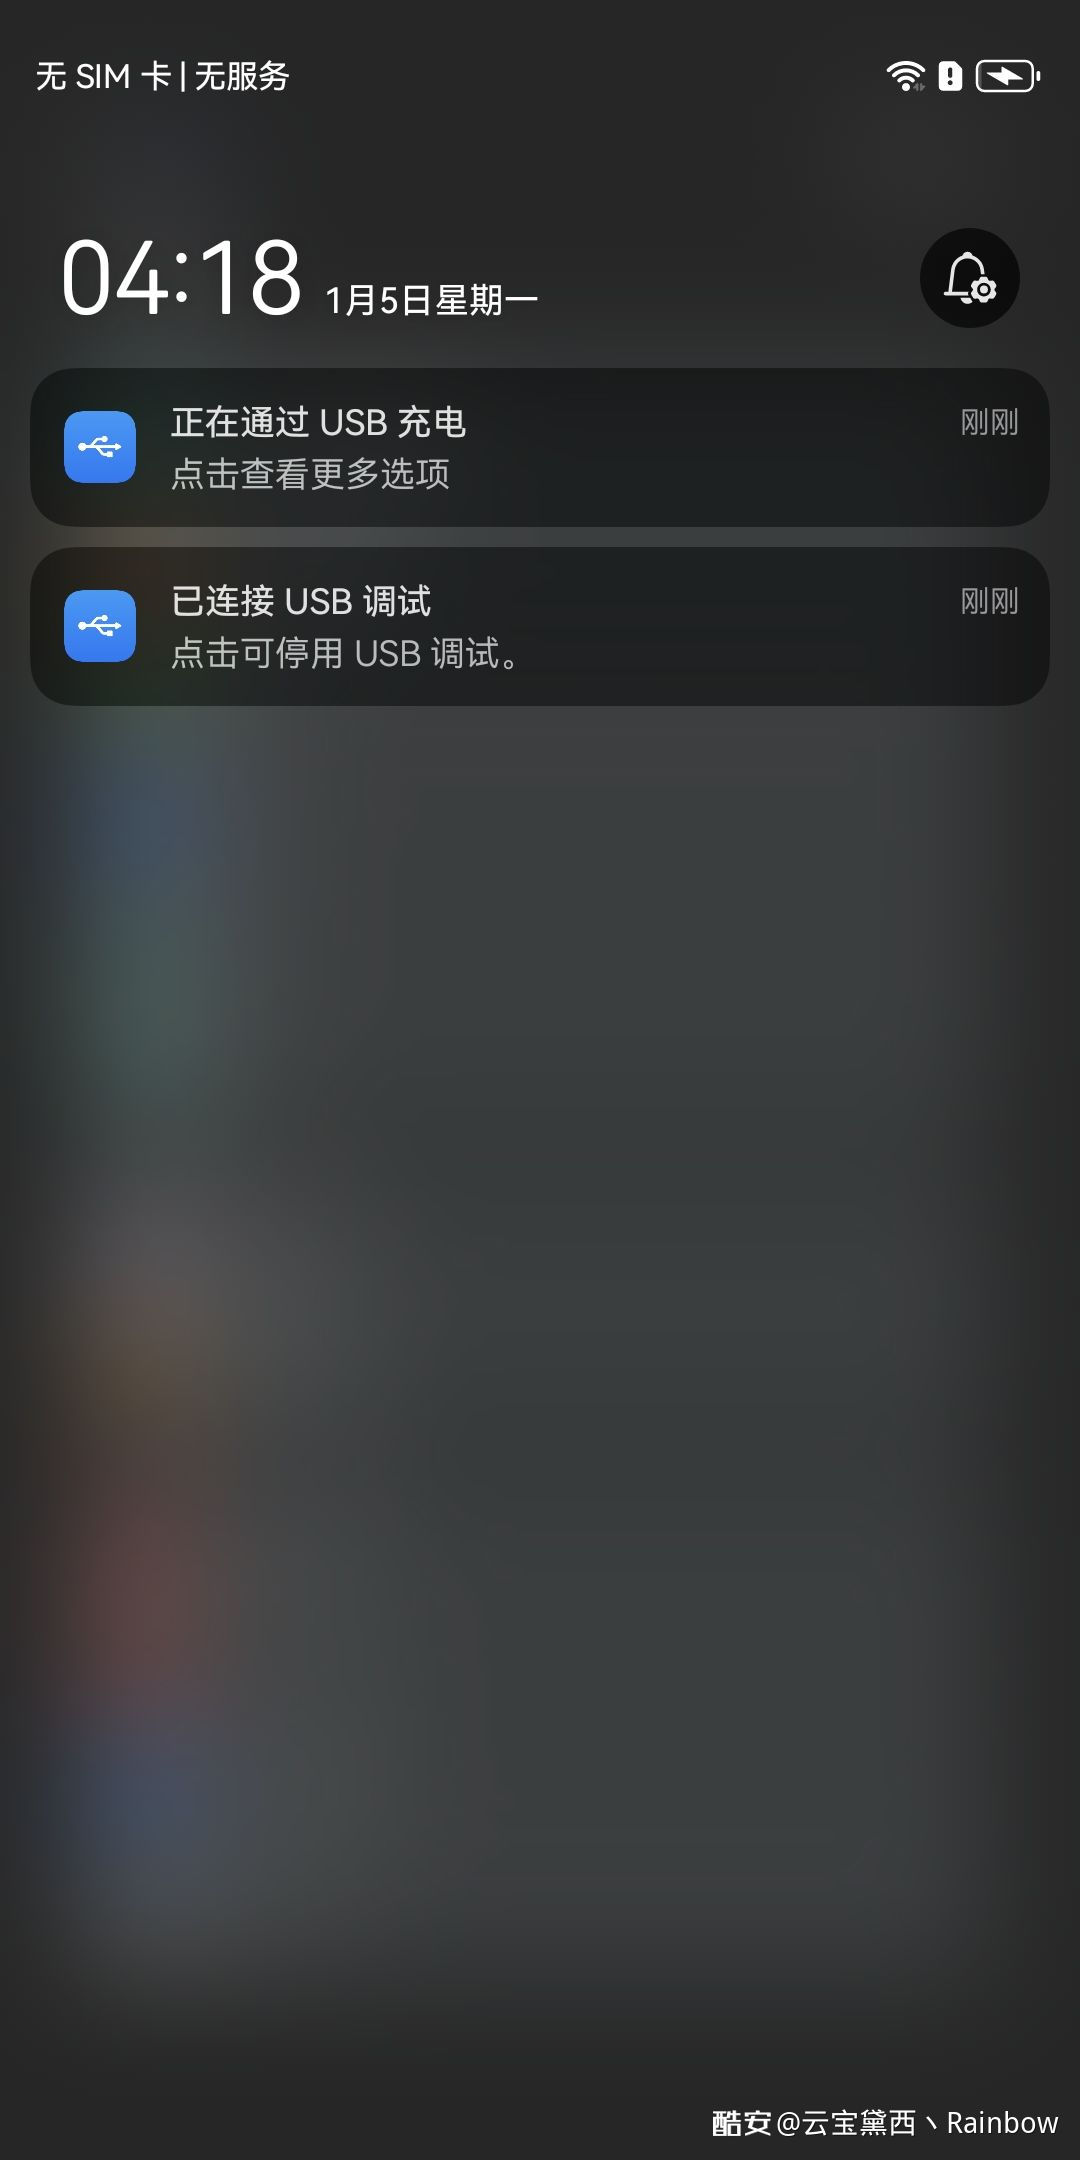 无 SIM 卡 | 无服务
04:18 1月5日星期一
正在通过 USB 充电 刚刚
点击查看更多选项
已连接 USB 调试 刚刚
点击可停用 USB 调试。
酷安 @云宝黛西丶Rainbow